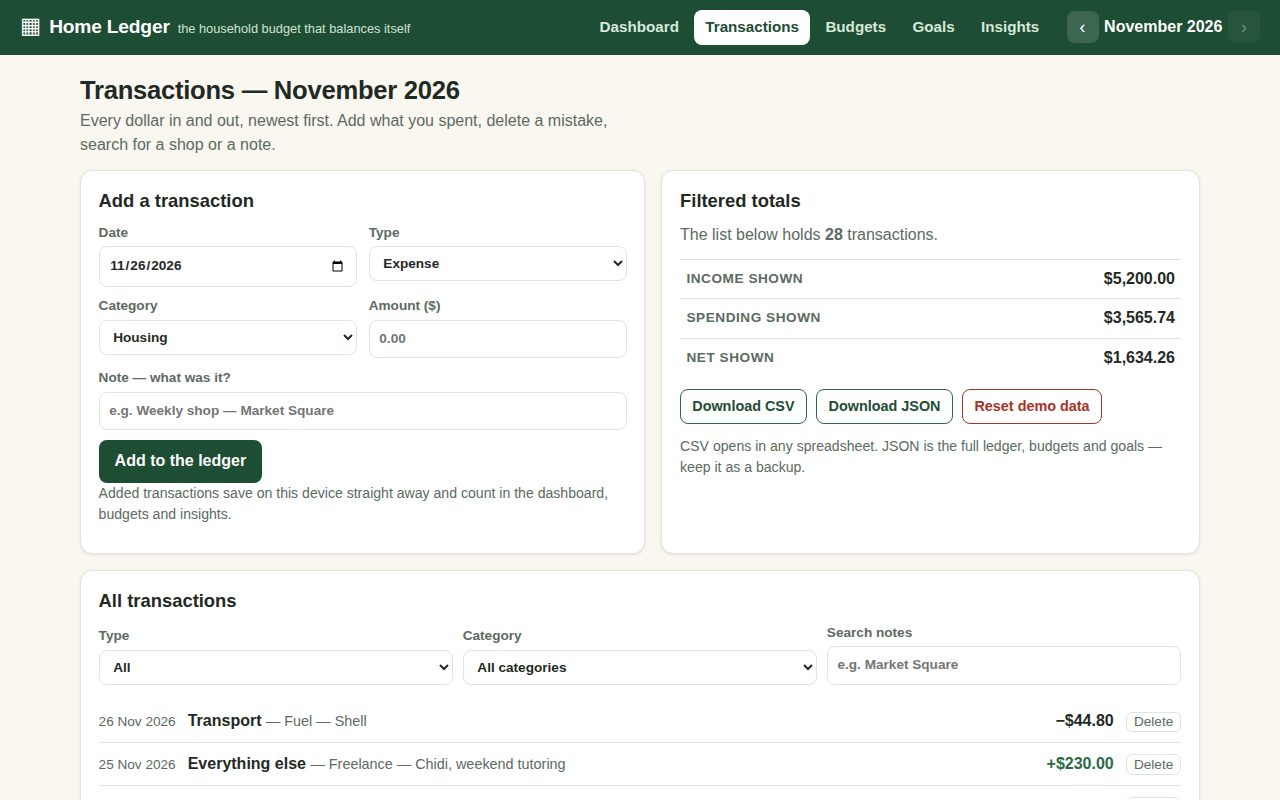 Home Ledger the household budget that balances itself
Dashboard Transactions Budgets Goals Insights ‹ November 2026 ›
Transactions — November 2026
Every dollar in and out, newest first. Add what you spent, delete a mistake,
search for a shop or a note.
Add a transaction
Date Type
11/26/2026 Expense
Category Amount ($)
Housing 0.00
Note — what was it?
e.g. Weekly shop — Market Square
Add to the ledger
Added transactions save on this device straight away and count in the dashboard,
budgets and insights.
Filtered totals
The list below holds 28 transactions.
INCOME SHOWN $5,200.00
SPENDING SHOWN $3,565.74
NET SHOWN $1,634.26
Download CSV Download JSON Reset demo data
CSV opens in any spreadsheet. JSON is the full ledger, budgets and goals —
keep it as a backup.
All transactions
Type Category Search notes
All All categories e.g. Market Square
26 Nov 2026 Transport — Fuel — Shell −$44.80 Delete
25 Nov 2026 Everything else — Freelance — Chidi, weekend tutoring +$230.00 Delete